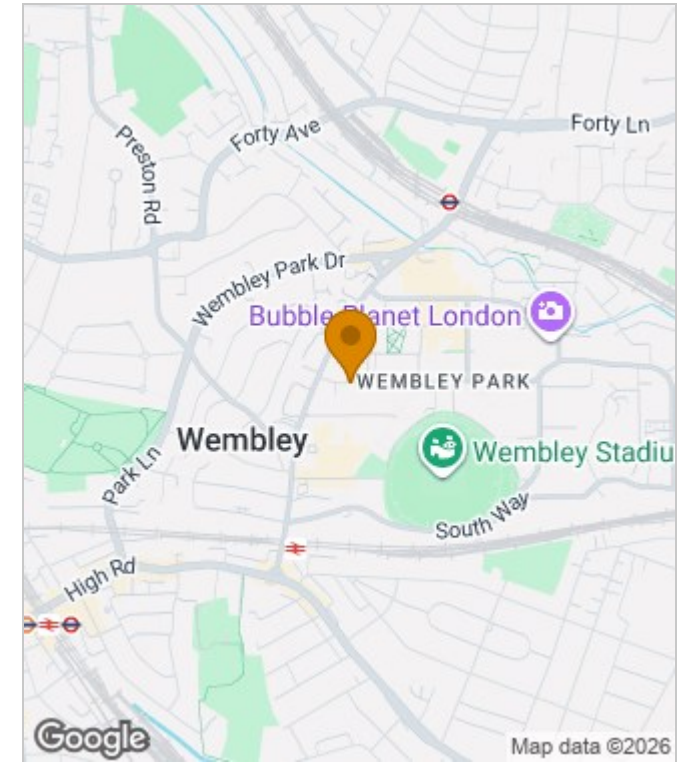 Forty Ave
Forty Ln
Preston Rd
Wembley Park Dr
Bubble Planet London
WEMBLEY PARK
Wembley
Wembley Stadiu
Park Ln
South Way
High Rd
Google
Map data ©2026